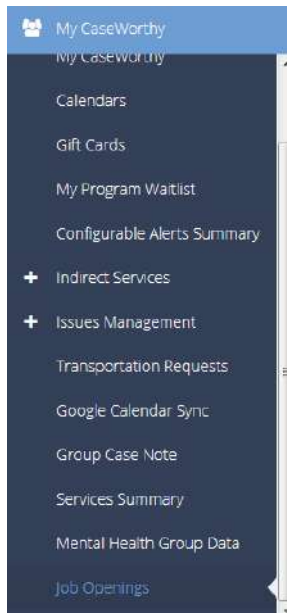 My CaseWorthy
My CaseWorthy
Calendars
Gift Cards
My Program Waitlist
Configurable Alerts Summary
+ Indirect Services
+ Issues Management
Transportation Requests
Google Calendar Sync
Group Case Note
Services Summary
Mental Health Group Data
Job Openings